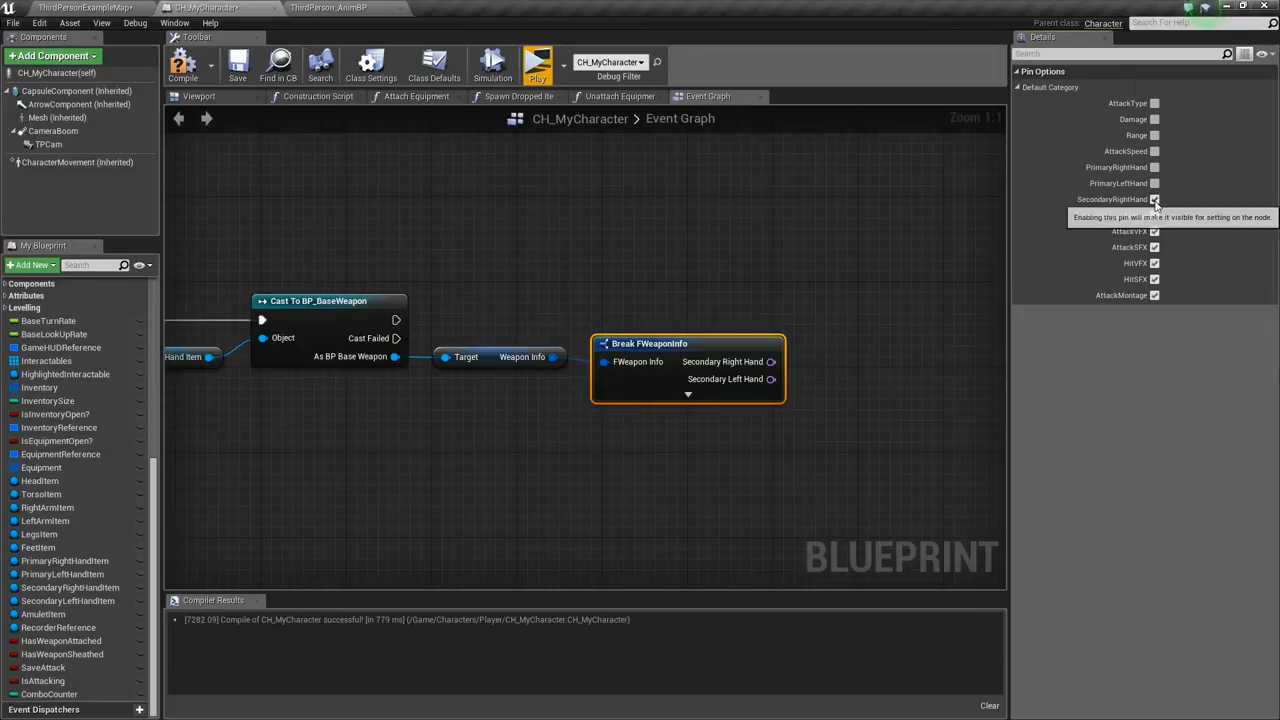 ThirdPersonExampleMap*
CH_MyCharacter*
ThirdPerson_AnimBP
File
Edit
Asset
View
Debug
Window
Help
Parent class:
Character
Search For Help
Components
Toolbar
Details
+Add Component
CH_MyCharacter(self)
CapsuleComponent (Inherited)
ArrowComponent (Inherited)
Mesh (Inherited)
CameraBoom
TPCam
CharacterMovement (Inherited)
Compile
Save
Find in CB
Search
Class Settings
Class Defaults
Simulation
Play
CH_MyCharacter
Debug Filter
Viewport
Construction Script
Attach Equipment
Spawn Dropped Ite
Unattach Equipmer
Event Graph
CH_MyCharacter > Event Graph
Zoom 1:1
Search
Pin Options
Default Category
AttackType
Damage
Range
AttackSpeed
PrimaryRightHand
PrimaryLeftHand
SecondaryRightHand
Enabling this pin will make it visible for setting on the node.
AttackVFX
AttackSFX
HitVFX
HitSFX
AttackMontage
My Blueprint
+Add New
Search
Components
Attributes
Levelling
BaseTurnRate
BaseLookUpRate
GameHUDReference
Interactables
HighlightedInteractable
Inventory
InventorySize
IsInventoryOpen?
InventoryReference
IsEquipmentOpen?
EquipmentReference
Equipment
HeadItem
TorsoItem
RightArmItem
LeftArmItem
LegsItem
FeetItem
PrimaryRightHandItem
PrimaryLeftHandItem
SecondaryRightHandItem
SecondaryLeftHandItem
AmuletItem
RecorderReference
HasWeaponAttached
HasWeaponSheathed
SaveAttack
IsAttacking
ComboCounter
Event Dispatchers
Cast To BP_BaseWeapon
Object
Cast Failed
As BP Base Weapon
Hand Item
Target
Weapon Info
Break FWeaponInfo
FWeapon Info
Secondary Right Hand
Secondary Left Hand
BLUEPRINT
Compiler Results
[7282.09] Compile of CH_MyCharacter successful! [in 779 ms] (/Game/Characters/Player/CH_MyCharacter.CH_MyCharacter)
Clear